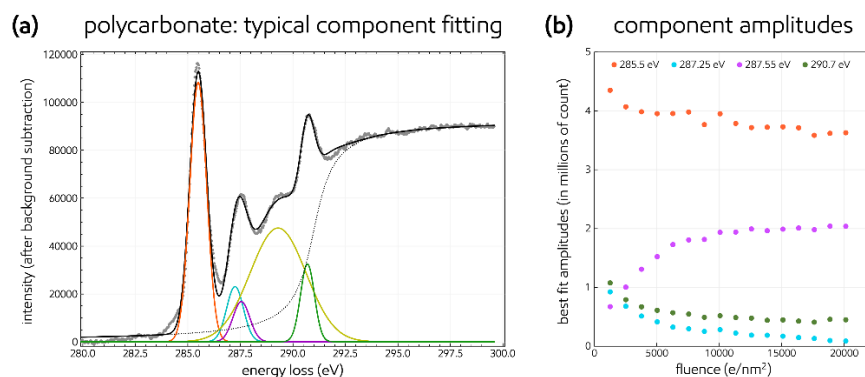 (a) polycarbonate: typical component fitting
intensity (after background subtraction)
120000
100000
80000
60000
40000
20000
0
280.0 282.5 285.0 287.5 290.0 292.5 295.0 297.5 300.0
energy loss (eV)
(b) component amplitudes
285.5 eV 287.25 eV 287.55 eV 290.7 eV
best fit amplitudes (in millions of count)
5
4
3
2
1
0
0 5000 10000 15000 20000
fluence (e/nm²)